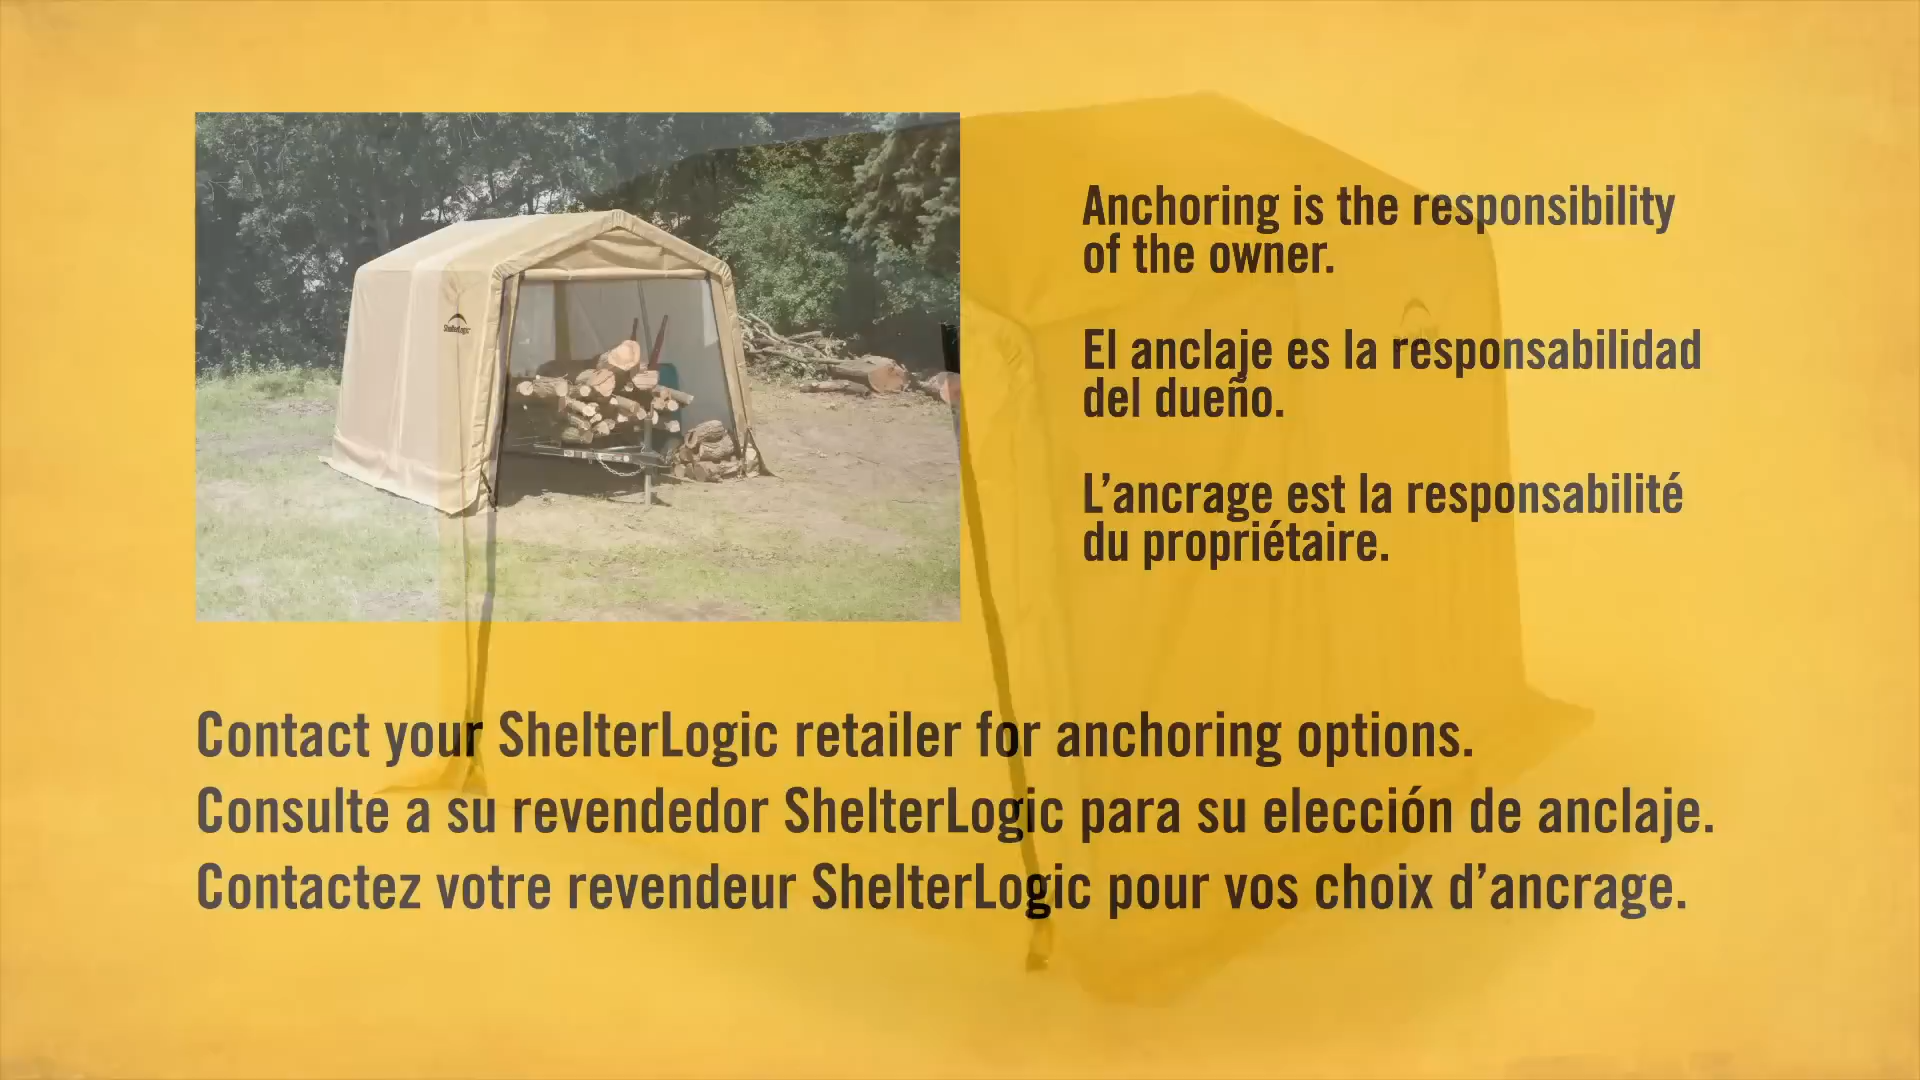 ShelterLogic
Anchoring is the responsibility
of the owner.
El anclaje es la responsabilidad
del dueño.
L’ancrage est la responsabilité
du propriétaire.
Contact your ShelterLogic retailer for anchoring options.
Consulte a su revendedor ShelterLogic para su elección de anclaje.
Contactez votre revendeur ShelterLogic pour vos choix d’ancrage.